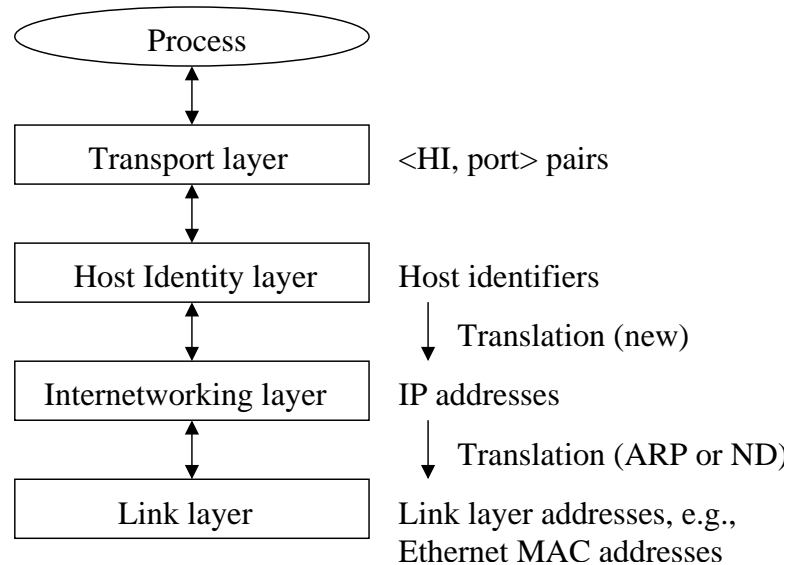 Process
Transport layer
<HI, port> pairs
Host Identity layer
Host identifiers
Translation (new)
Internetworking layer
IP addresses
Translation (ARP or ND)
Link layer
Link layer addresses, e.g.,
Ethernet MAC addresses